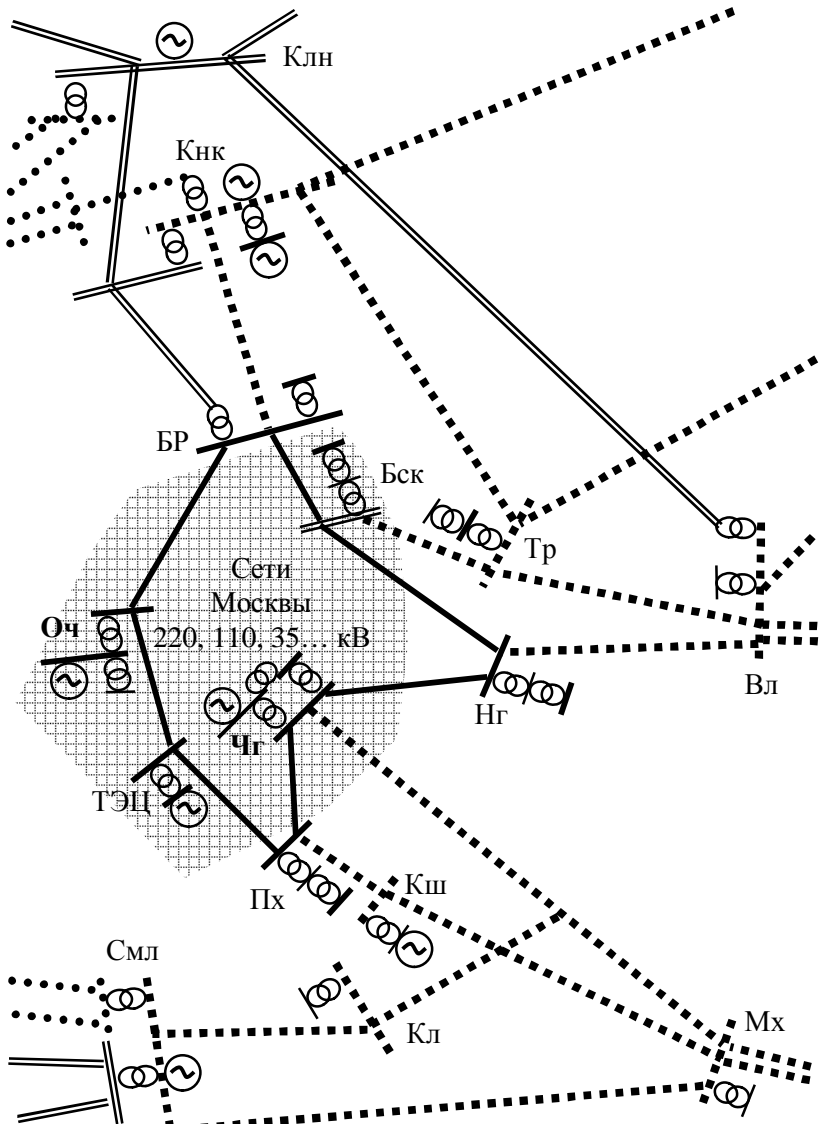 Клн
Кнк
БР
Бск
Тр
Сети
Москвы
220, 110, 35... кВ
Оч
Вл
Нг
Чг
ТЭЦ
Пх
Кш
Смл
Кл
Мх